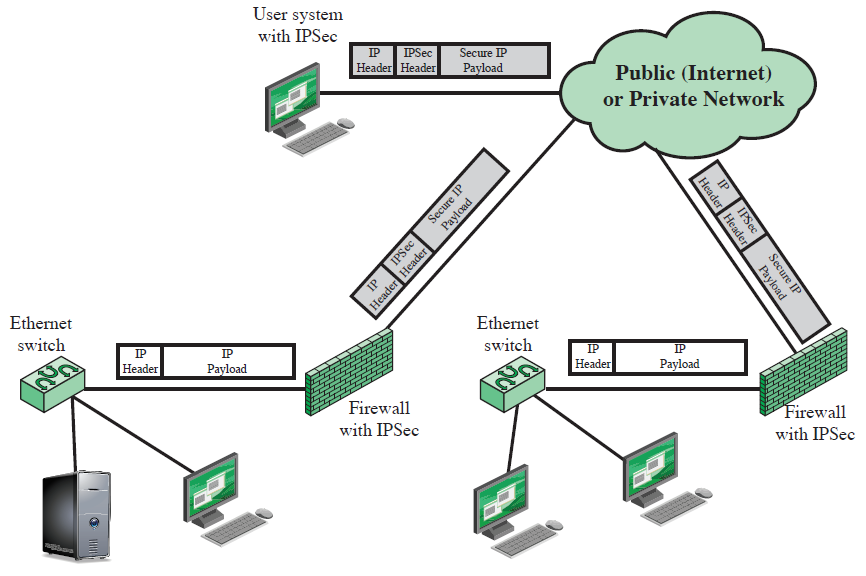 User system
with IPSec
IP
Header
IPSec
Header
Secure IP
Payload
Public (Internet)
or Private Network
IP
Header
IPSec
Header
Secure IP
Payload
IP
Header
IPSec
Header
Secure IP
Payload
Ethernet
switch
IP
Header
IP
Payload
Firewall
with IPSec
Ethernet
switch
IP
Header
IP
Payload
Firewall
with IPSec